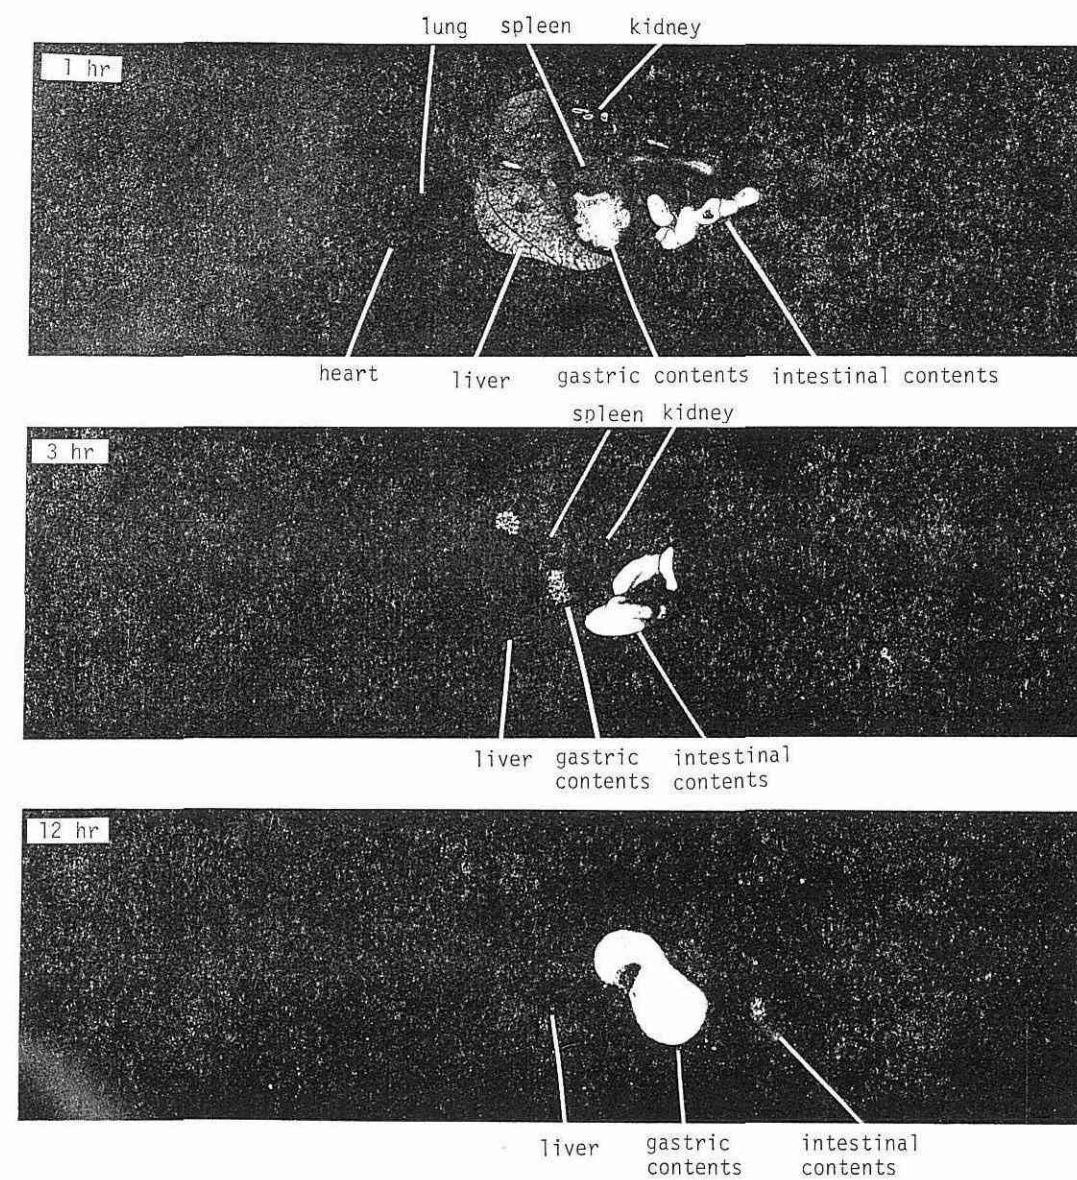 lung spleen kidney
1 hr
heart liver gastric contents intestinal contents
spleen kidney
3 hr
liver gastric contents intestinal contents
12 hr
liver gastric contents intestinal contents